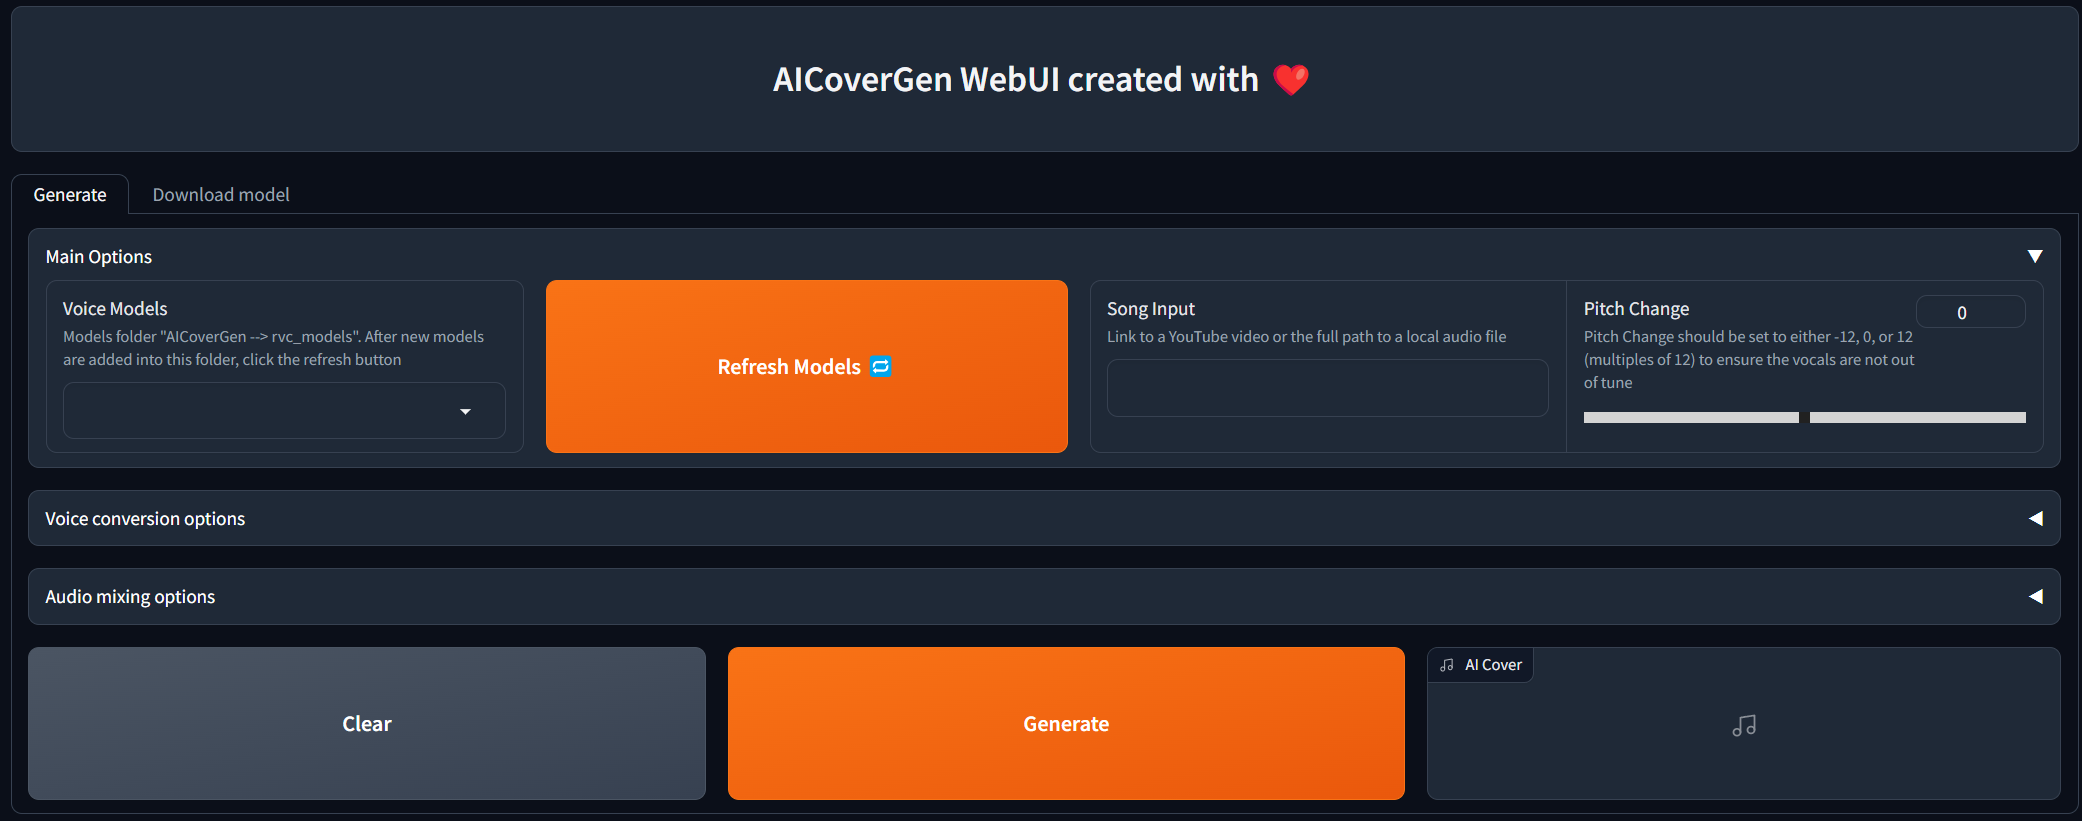 AICoverGen WebUI created with ❤️
Generate
Download model
Main Options
▼
Voice Models
Models folder "AICoverGen --> rvc_models". After new models
are added into this folder, click the refresh button
Refresh Models 🔁
Song Input
Link to a YouTube video or the full path to a local audio file
Pitch Change
0
Pitch Change should be set to either -12, 0, or 12
(multiples of 12) to ensure the vocals are not out
of tune
Voice conversion options
◀
Audio mixing options
◀
Clear
Generate
AI Cover